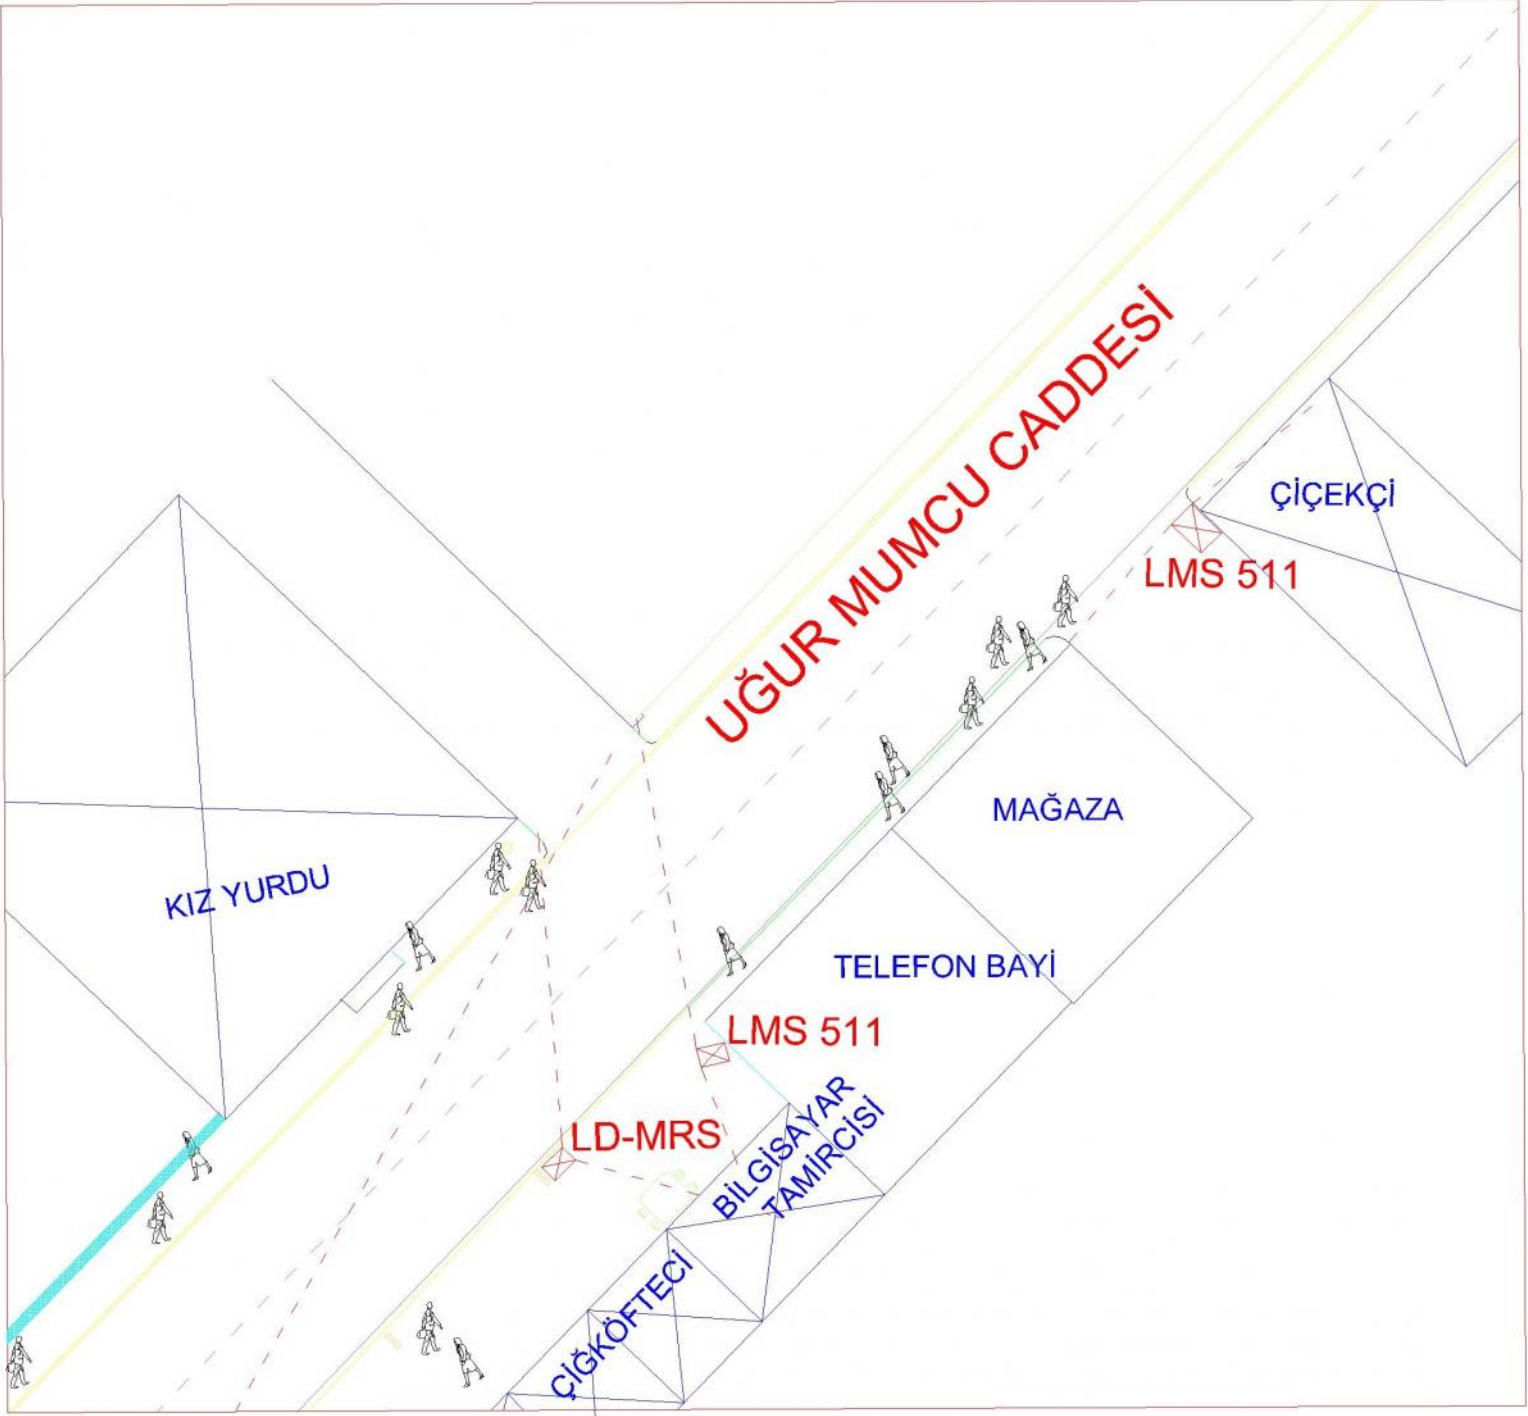 UĞUR MUMCU CADDESİ
ÇİÇEKÇİ
LMS 511
MAĞAZA
KIZ YURDU
TELEFON BAYİ
LMS 511
LD-MRS
BİLGİSAYAR
TAMİRCİSİ
ÇİĞKÖFTECİ